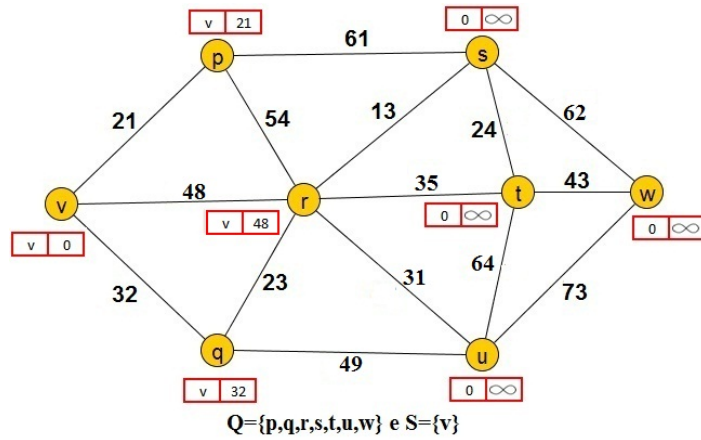 v 21
0 ∞
p
61
s
21
54
13
24
62
v
48
r
35
t
43
w
v 0
v 48
0 ∞
0 ∞
32
23
31
64
73
q
49
u
v 32
0 ∞
Q={p,q,r,s,t,u,w} e S={v}